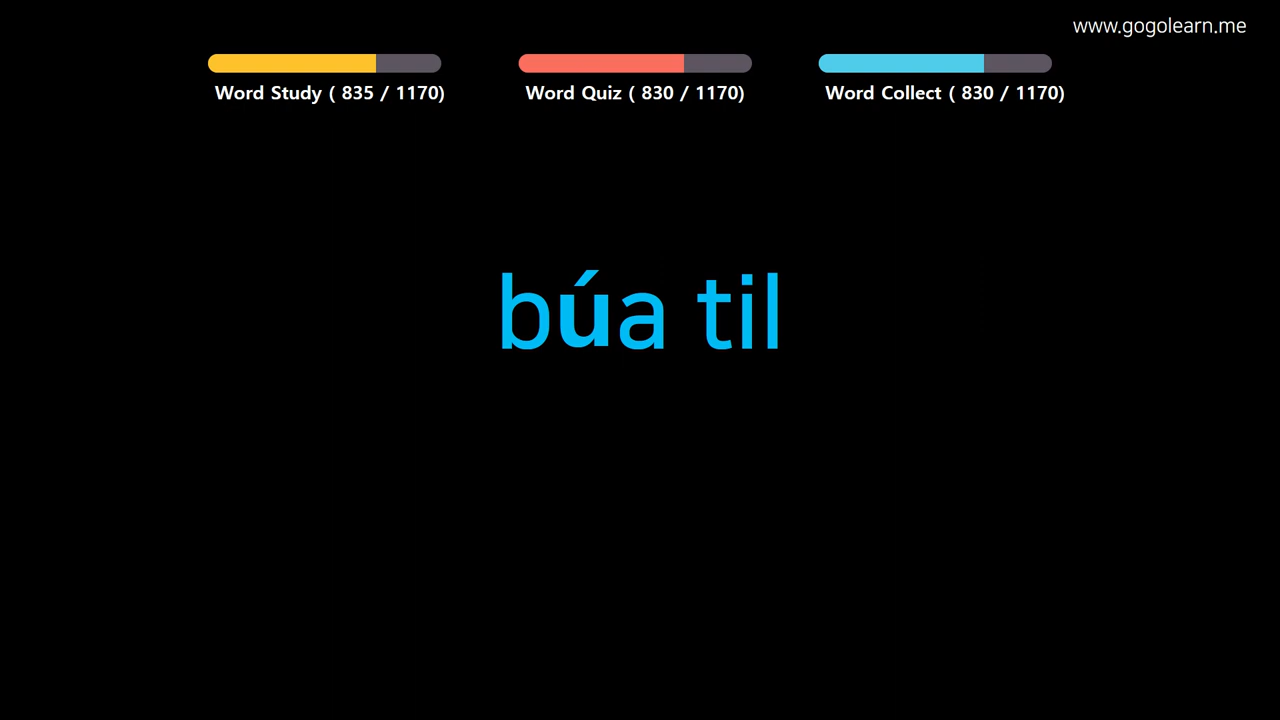 www.gogolearn.me
Word Study ( 835 / 1170)
Word Quiz ( 830 / 1170)
Word Collect ( 830 / 1170)
búa til